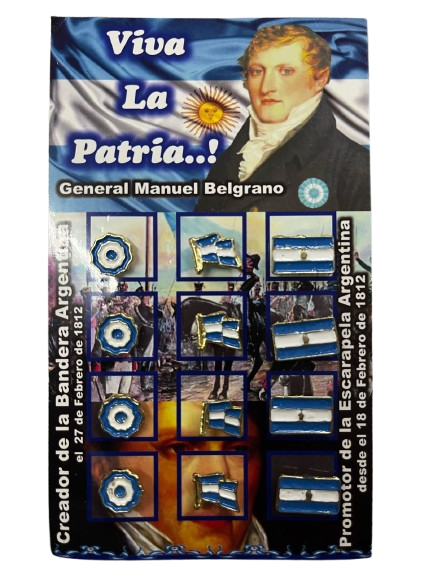 Viva
La
Patria..!
General Manuel Belgrano
Creador de la Bandera Argentina
el 27 de Febrero de 1812
Promotor de la Escarapela Argentina
desde el 18 de Febrero de 1812